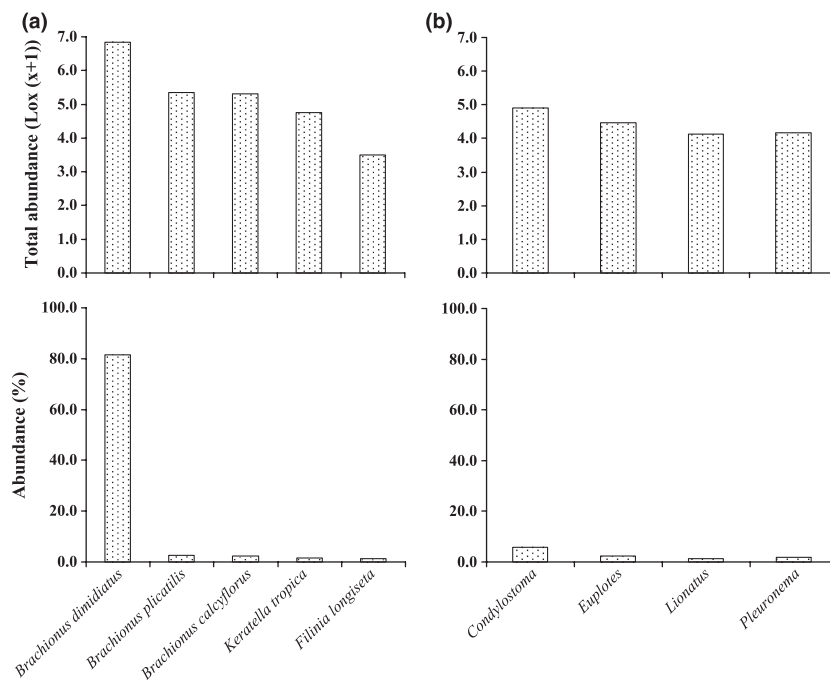 (a)
Total abundance (Lox (x+1))
7.0
6.0
5.0
4.0
3.0
2.0
1.0
0.0
(b)
7.0
6.0
5.0
4.0
3.0
2.0
1.0
0.0
Abundance (%)
100.0
80.0
60.0
40.0
20.0
0.0
Brachionus dimidiatus
Brachionus plicatilis
Brachionus calcyflorus
Keratella tropica
Filinia longiseta
100.0
80.0
60.0
40.0
20.0
0.0
Condylostoma
Euplotes
Lionatus
Pleuronema